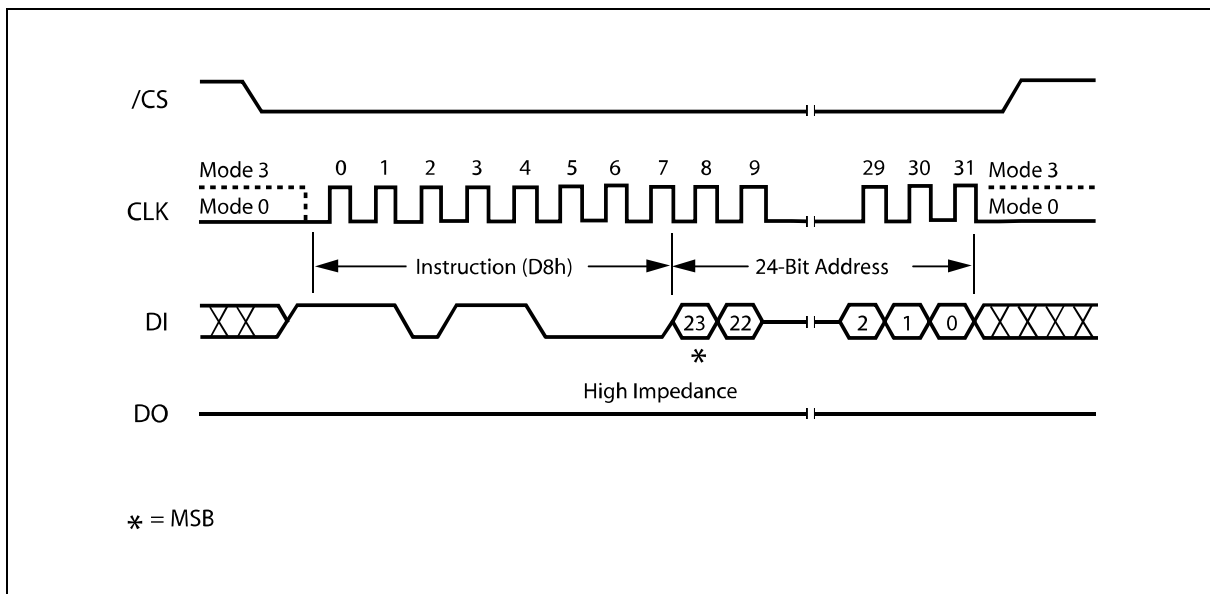 /CS
Mode 3 0 1 2 3 4 5 6 7 8 9 29 30 31 Mode 3
CLK Mode 0 Mode 0
Instruction (D8h) 24-Bit Address
DI 23 22 2 1 0
*
High Impedance
DO
* = MSB